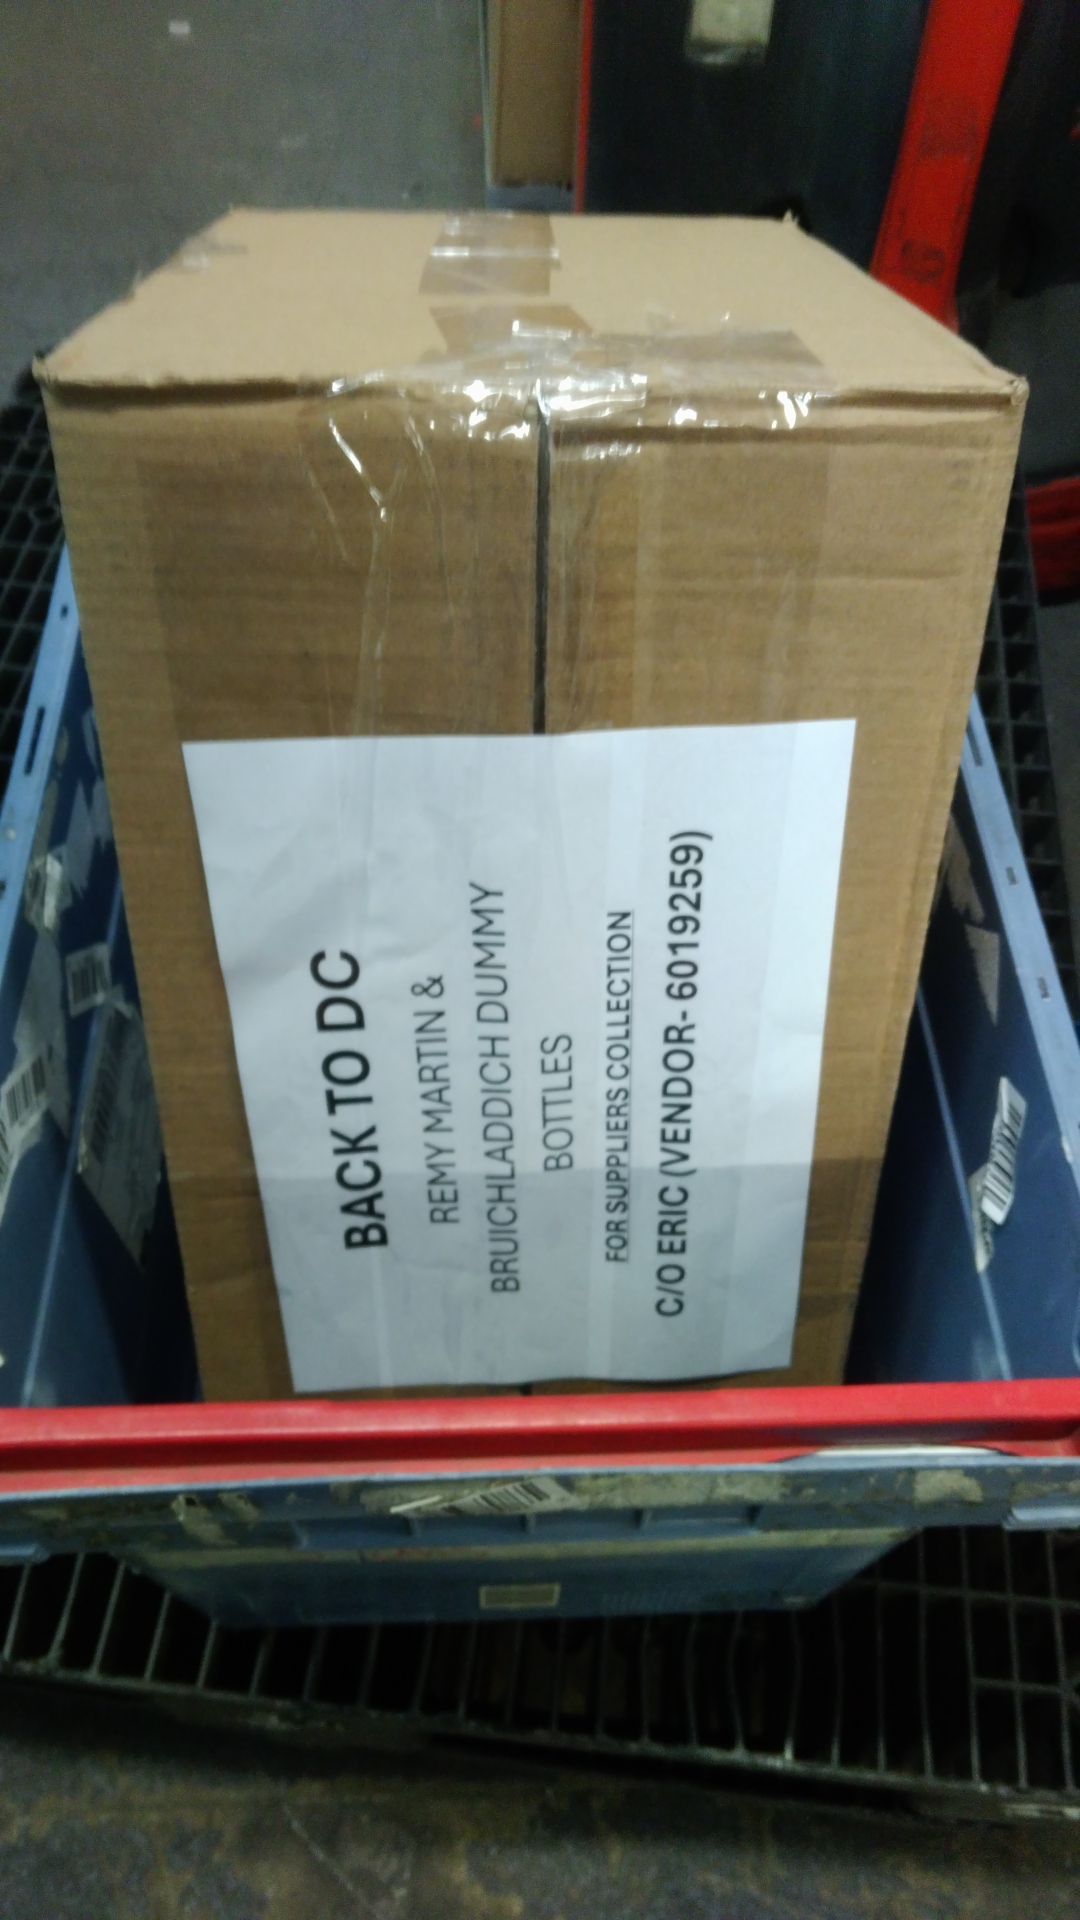 BACK TO DC
REMY MARTIN &
BRUICHLADDICH DUMMY
BOTTLES
FOR SUPPLIERS COLLECTION
C/O ERIC (VENDOR- 6019259)